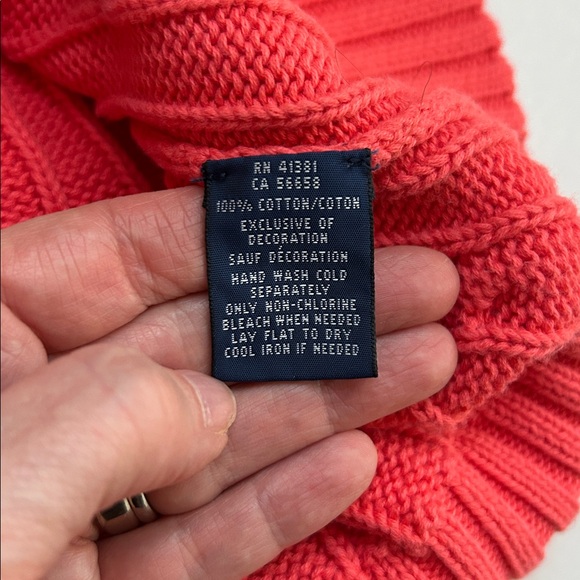 RN 41381
CA 56658
100% COTTON/COTON
EXCLUSIVE OF
DECORATION
SAUF DÉCORATION
HAND WASH COLD
SEPARATELY
ONLY NON-CHLORINE
BLEACH WHEN NEEDED
LAY FLAT TO DRY
COOL IRON IF NEEDED